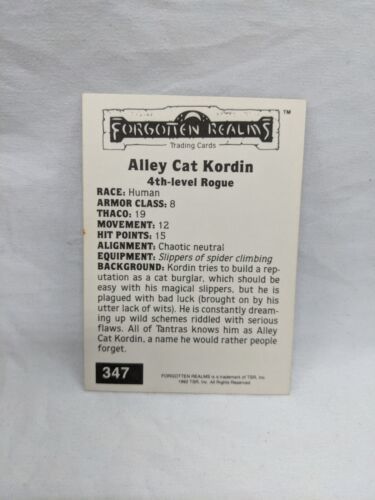 FORGOTTEN REALMS ™
Trading Cards
Alley Cat Kordin
4th-level Rogue
RACE: Human
ARMOR CLASS: 8
THACO: 19
MOVEMENT: 12
HIT POINTS: 15
ALIGNMENT: Chaotic neutral
EQUIPMENT: Slippers of spider climbing
BACKGROUND: Kordin tries to build a rep-
utation as a cat burglar, which should be
easy with his magical slippers, but he is
plagued with bad luck (brought on by his
utter lack of wits). He is constantly dream-
ing up wild schemes riddled with serious
flaws. All of Tantras knows him as Alley
Cat Kordin, a name he would rather people
forget.
347
FORGOTTEN REALMS is a trademark of TSR, Inc.
1992 TSR, Inc. All Rights Reserved.